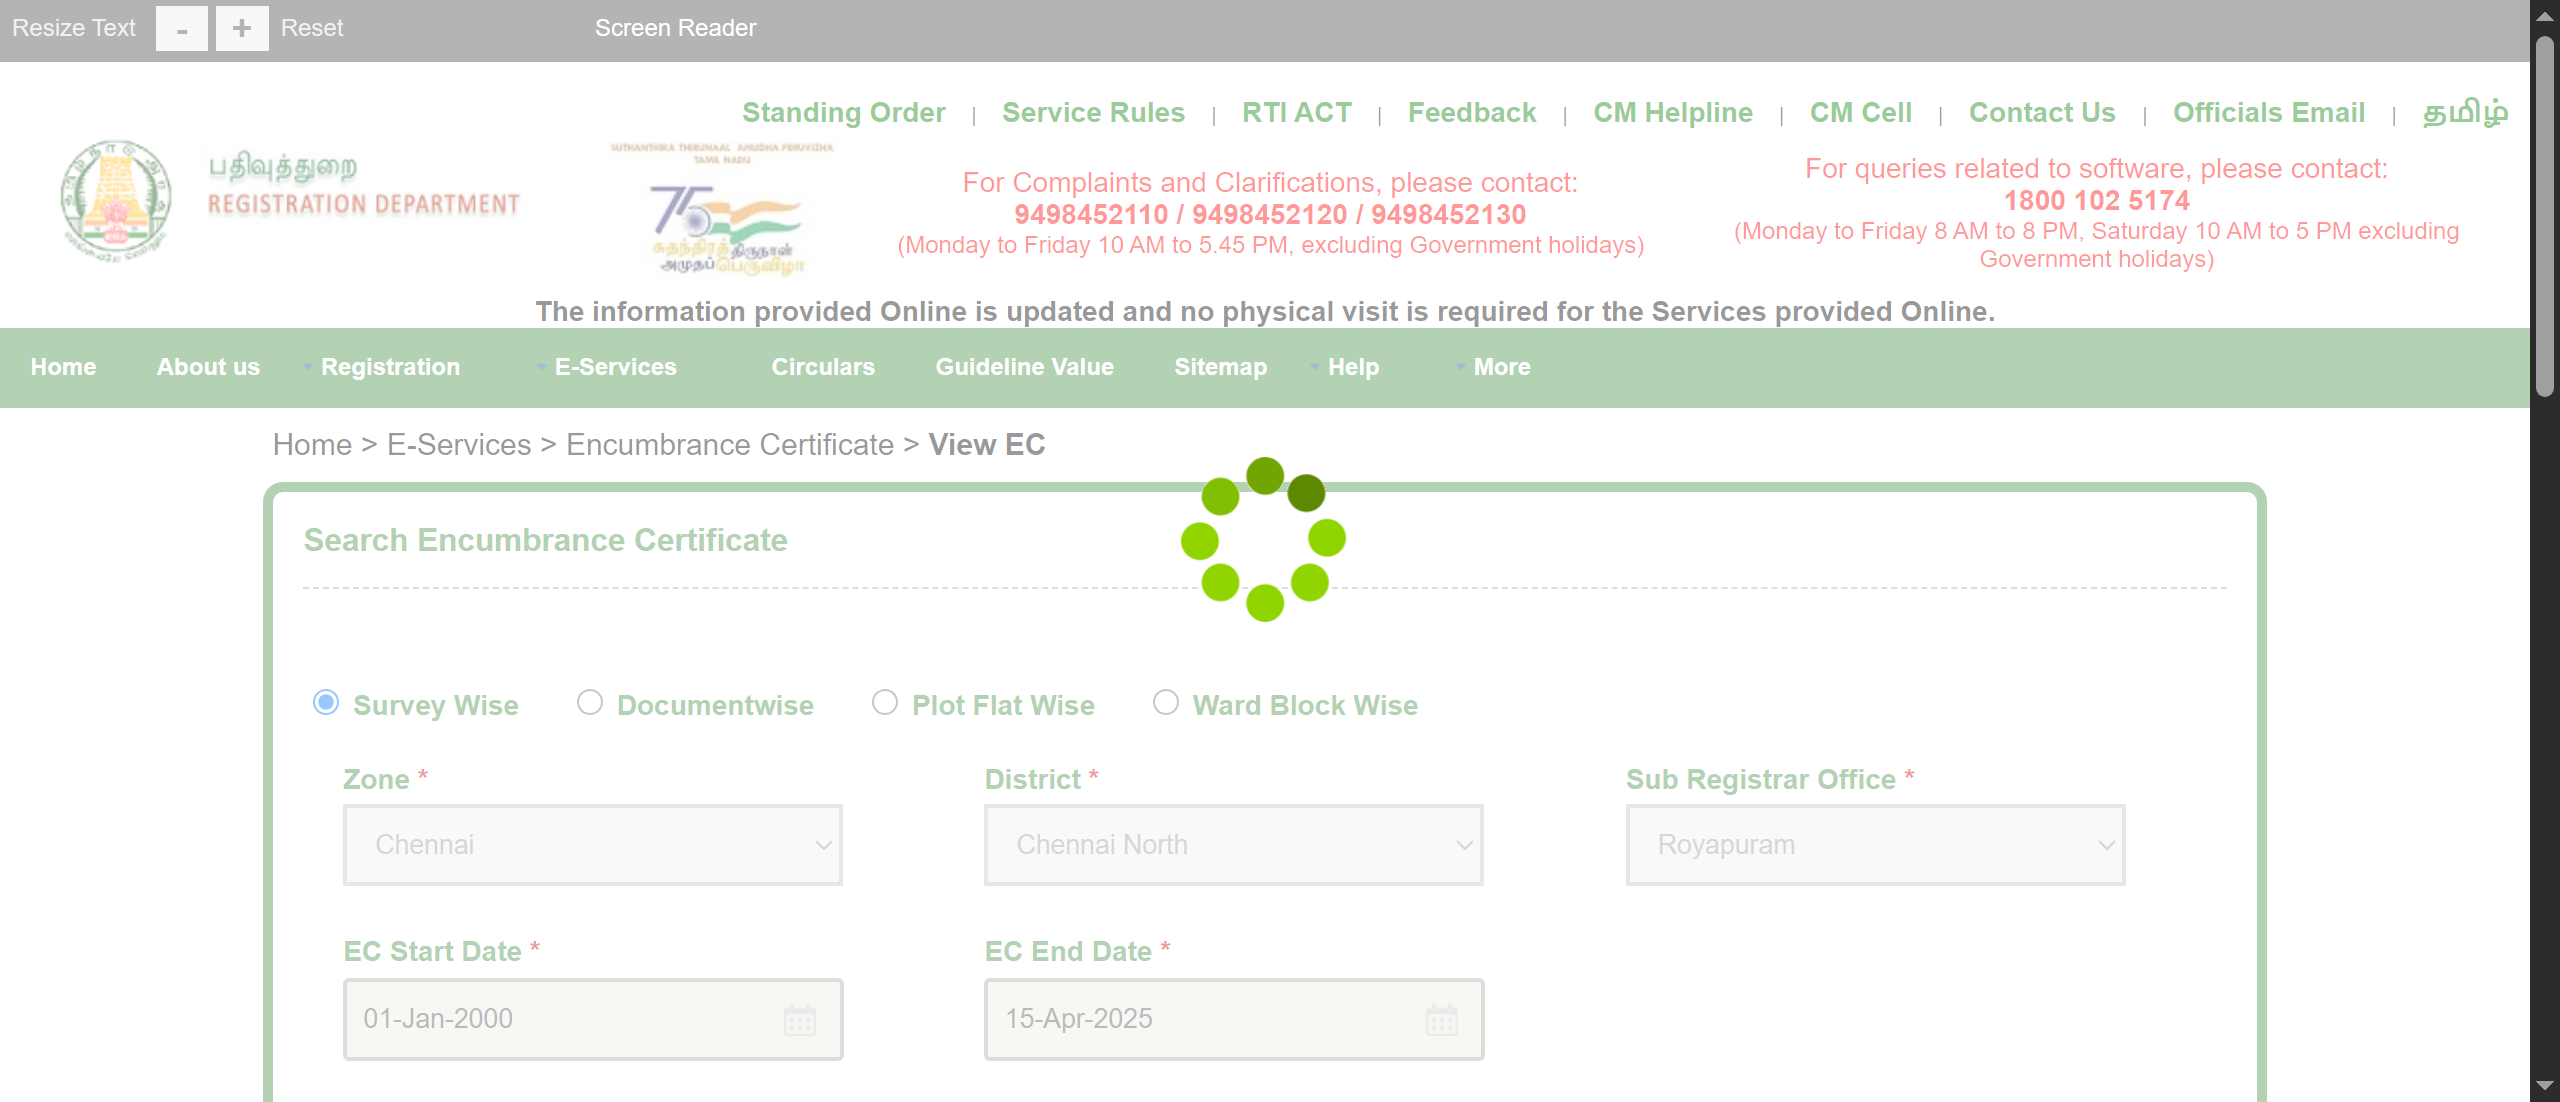 Resize Text - + Reset Screen Reader
Standing Order | Service Rules | RTI ACT | Feedback | CM Helpline | CM Cell | Contact Us | Officials Email | தமிழ்
பதிவுத்துறை
REGISTRATION DEPARTMENT
SUTHANTHIRA THIRUNAAL AMUDHA PERUVIZHA
TAMIL NADU
75
சுதந்திரத் திருநாள்
அமுதப் பெருவிழா
For Complaints and Clarifications, please contact:
9498452110 / 9498452120 / 9498452130
(Monday to Friday 10 AM to 5.45 PM, excluding Government holidays)
For queries related to software, please contact:
1800 102 5174
(Monday to Friday 8 AM to 8 PM, Saturday 10 AM to 5 PM excluding
Government holidays)
The information provided Online is updated and no physical visit is required for the Services provided Online.
Home About us Registration E-Services Circulars Guideline Value Sitemap Help More
Home > E-Services > Encumbrance Certificate > View EC
Search Encumbrance Certificate
Survey Wise Documentwise Plot Flat Wise Ward Block Wise
Zone * District * Sub Registrar Office *
Chennai Chennai North Royapuram
EC Start Date * EC End Date *
01-Jan-2000 15-Apr-2025